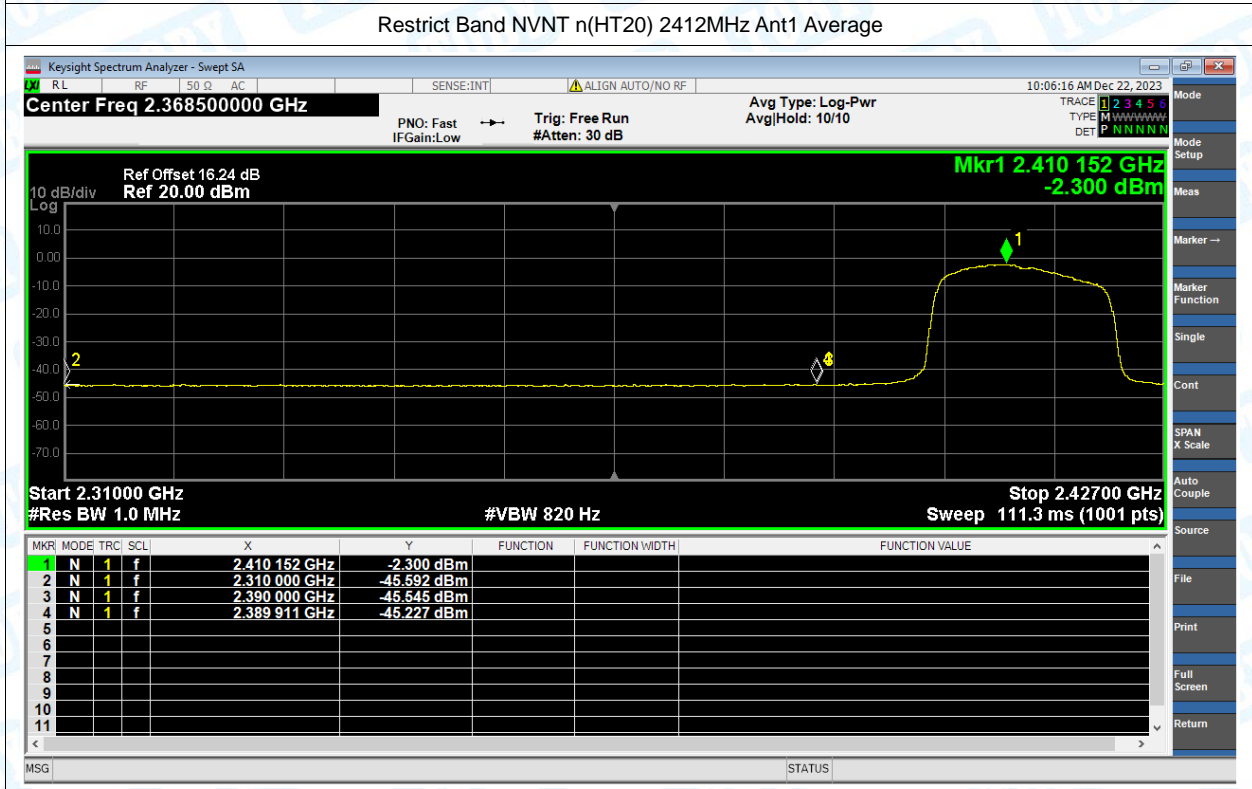 Restrict Band NVNT n(HT20) 2412MHz Ant1 Average
Keysight Spectrum Analyzer - Swept SA
LXI RL RF 50 Ω AC SENSE:INT ALIGN AUTO/NO RF 10:06:16 AM Dec 22, 2023
Center Freq 2.368500000 GHz
PNO: Fast
IFGain:Low
Trig: Free Run
#Atten: 30 dB
Avg Type: Log-Pwr
Avg|Hold: 10/10
TRACE 1 2 3 4 5 6
TYPE M WWWWW
DET P N N N N N
Ref Offset 16.24 dB
10 dB/div Ref 20.00 dBm
Log
Mkr1 2.410 152 GHz
-2.300 dBm
10.0
0.00
-10.0
-20.0
-30.0
-40.0
-50.0
-60.0
-70.0
1
2
Start 2.31000 GHz
Stop 2.42700 GHz
#Res BW 1.0 MHz
#VBW 820 Hz
Sweep 111.3 ms (1001 pts)
MKR MODE TRC SCL X Y FUNCTION FUNCTION WIDTH FUNCTION VALUE
1 N 1 f 2.410 152 GHz -2.300 dBm
2 N 1 f 2.310 000 GHz -45.592 dBm
3 N 1 f 2.390 000 GHz -45.545 dBm
4 N 1 f 2.389 911 GHz -45.227 dBm
5
6
7
8
9
10
11
MSG
STATUS
Mode
Mode
Setup
Meas
Marker→
Marker
Function
Single
Cont
SPAN
X Scale
Auto
Couple
Source
File
Print
Full
Screen
Return